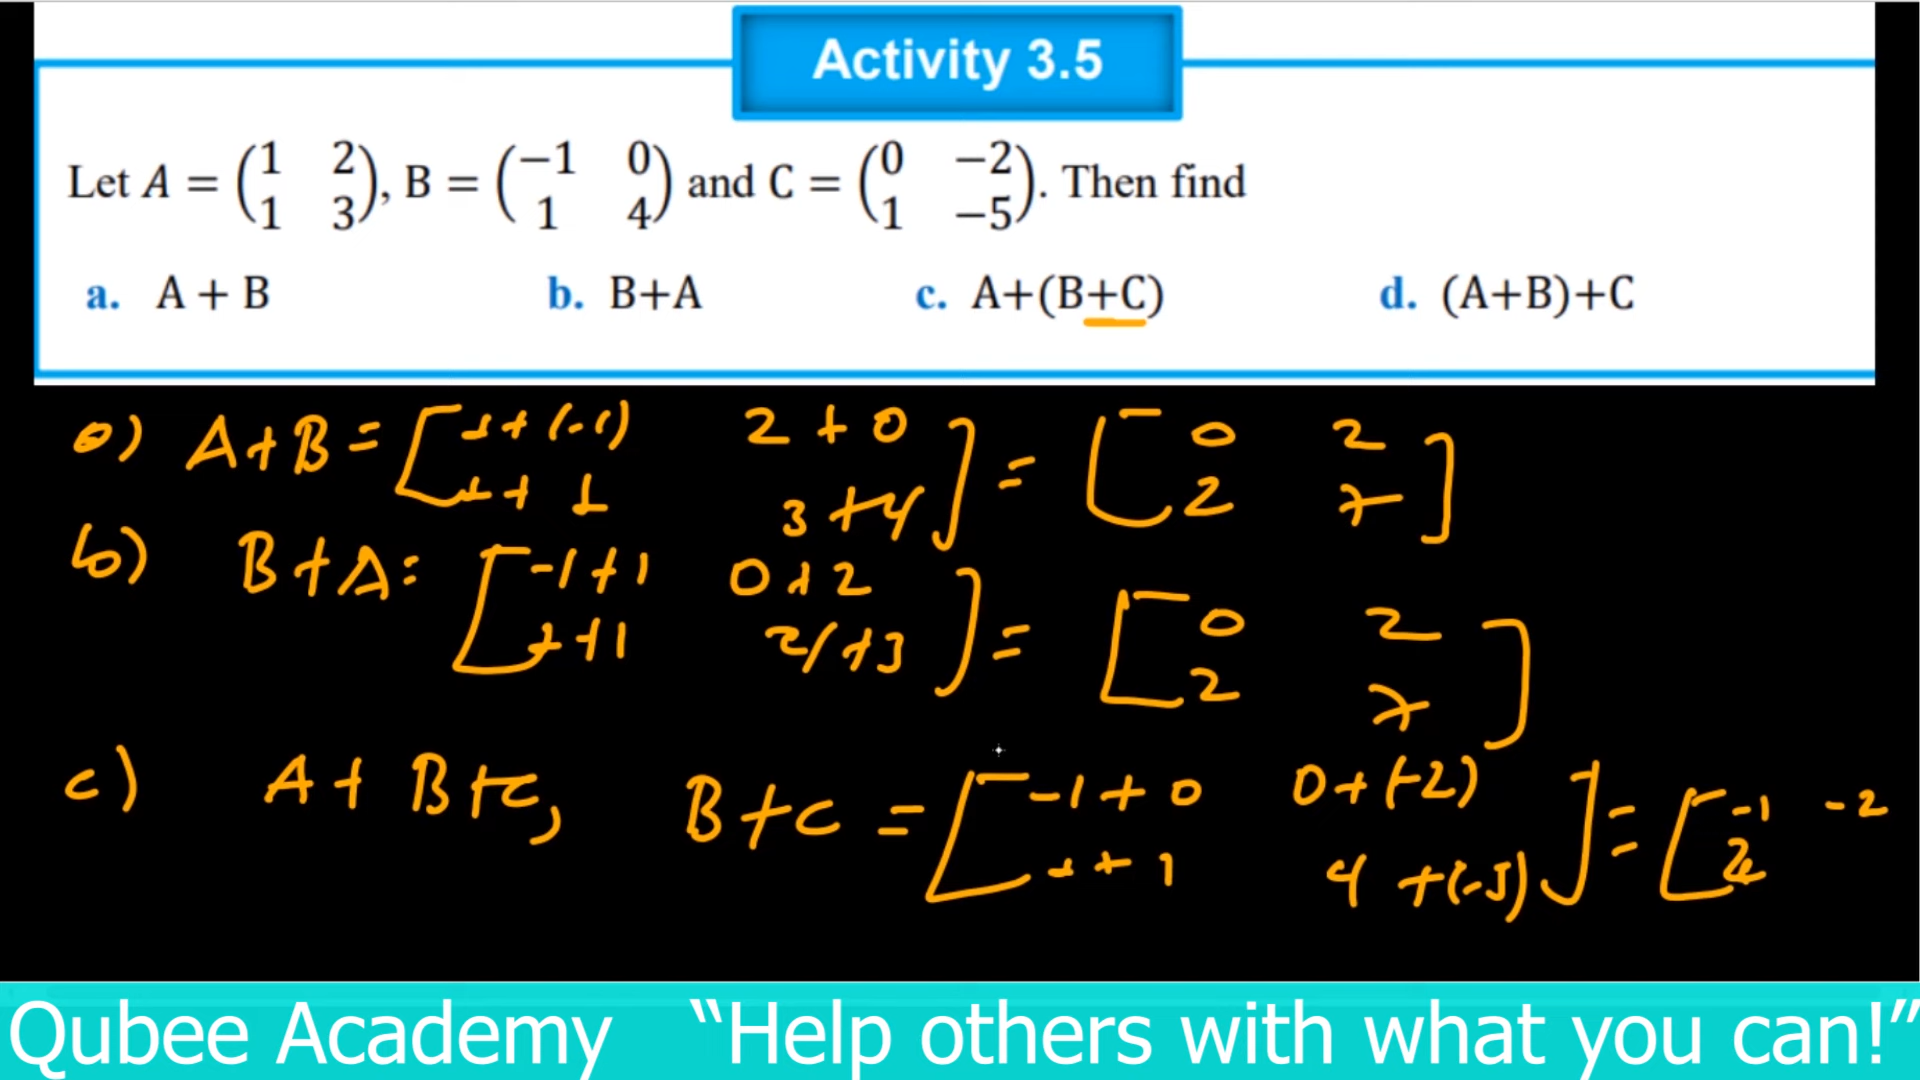 Activity 3.5
Let A = (1 2 1 3), B = (−1 0 1 4) and C = (0 −2 1 −5). Then find
a. A + B b. B+A c. A+(B+C) d. (A+B)+C
a) A+B = [1+(-1) 2+0
1+1 3+4] = [0 2
2 7]
b) B+A = [-1+1 0+2
1+1 4+3] = [0 2
2 7]
c) A+B+C, B+C = [-1+0 0+(-2)
1+1 4+(-5)] = [-1 -2
2
Qubee Academy “Help others with what you can!”